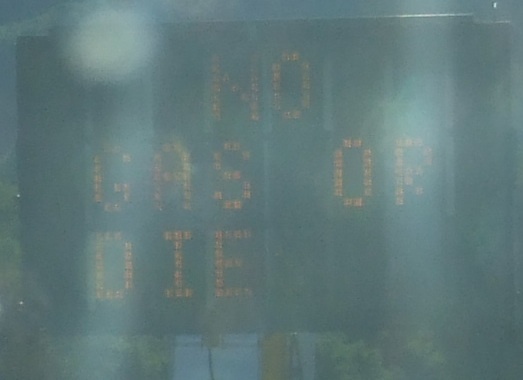 NO
GAS OR
DIE